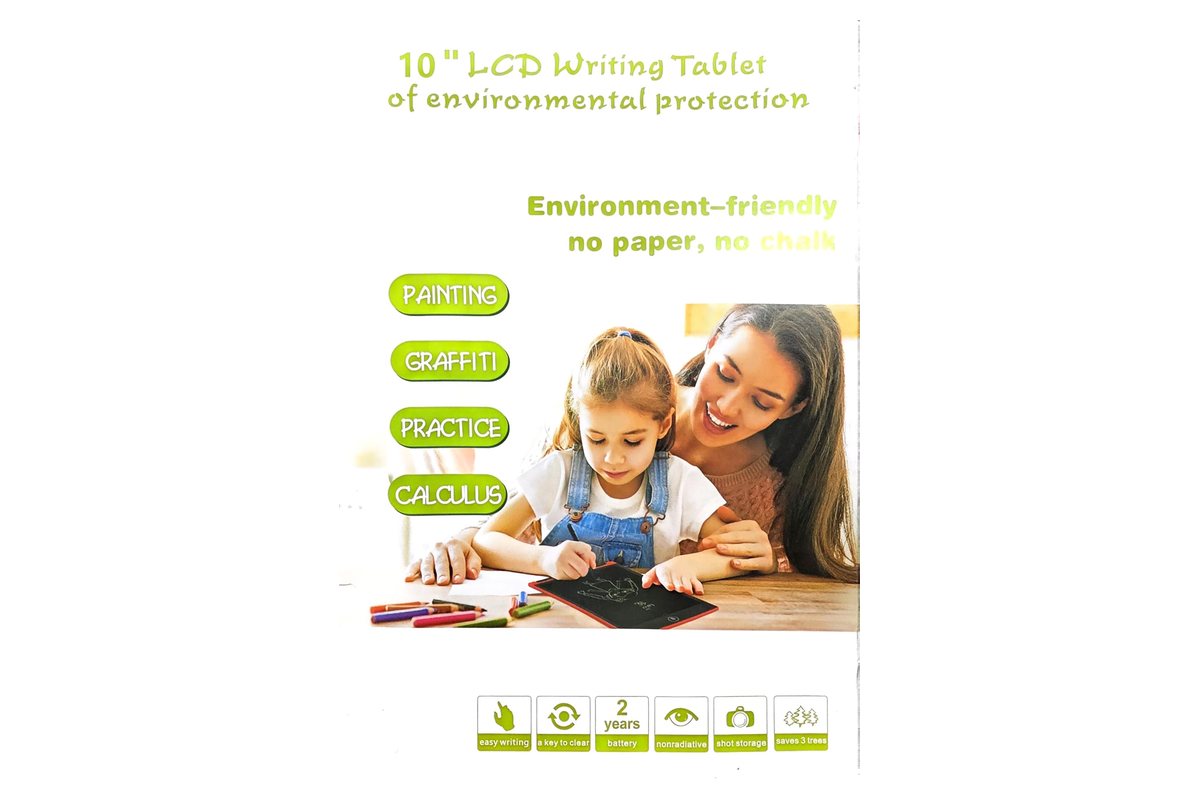 10" LCD Writing Tablet
of environmental protection
Environment-friendly
no paper, no chalk
PAINTING
GRAFFITI
PRACTICE
CALCULUS
easy writing
a key to clear
2
years
battery
nonradiative
shot storage
saves 3 trees